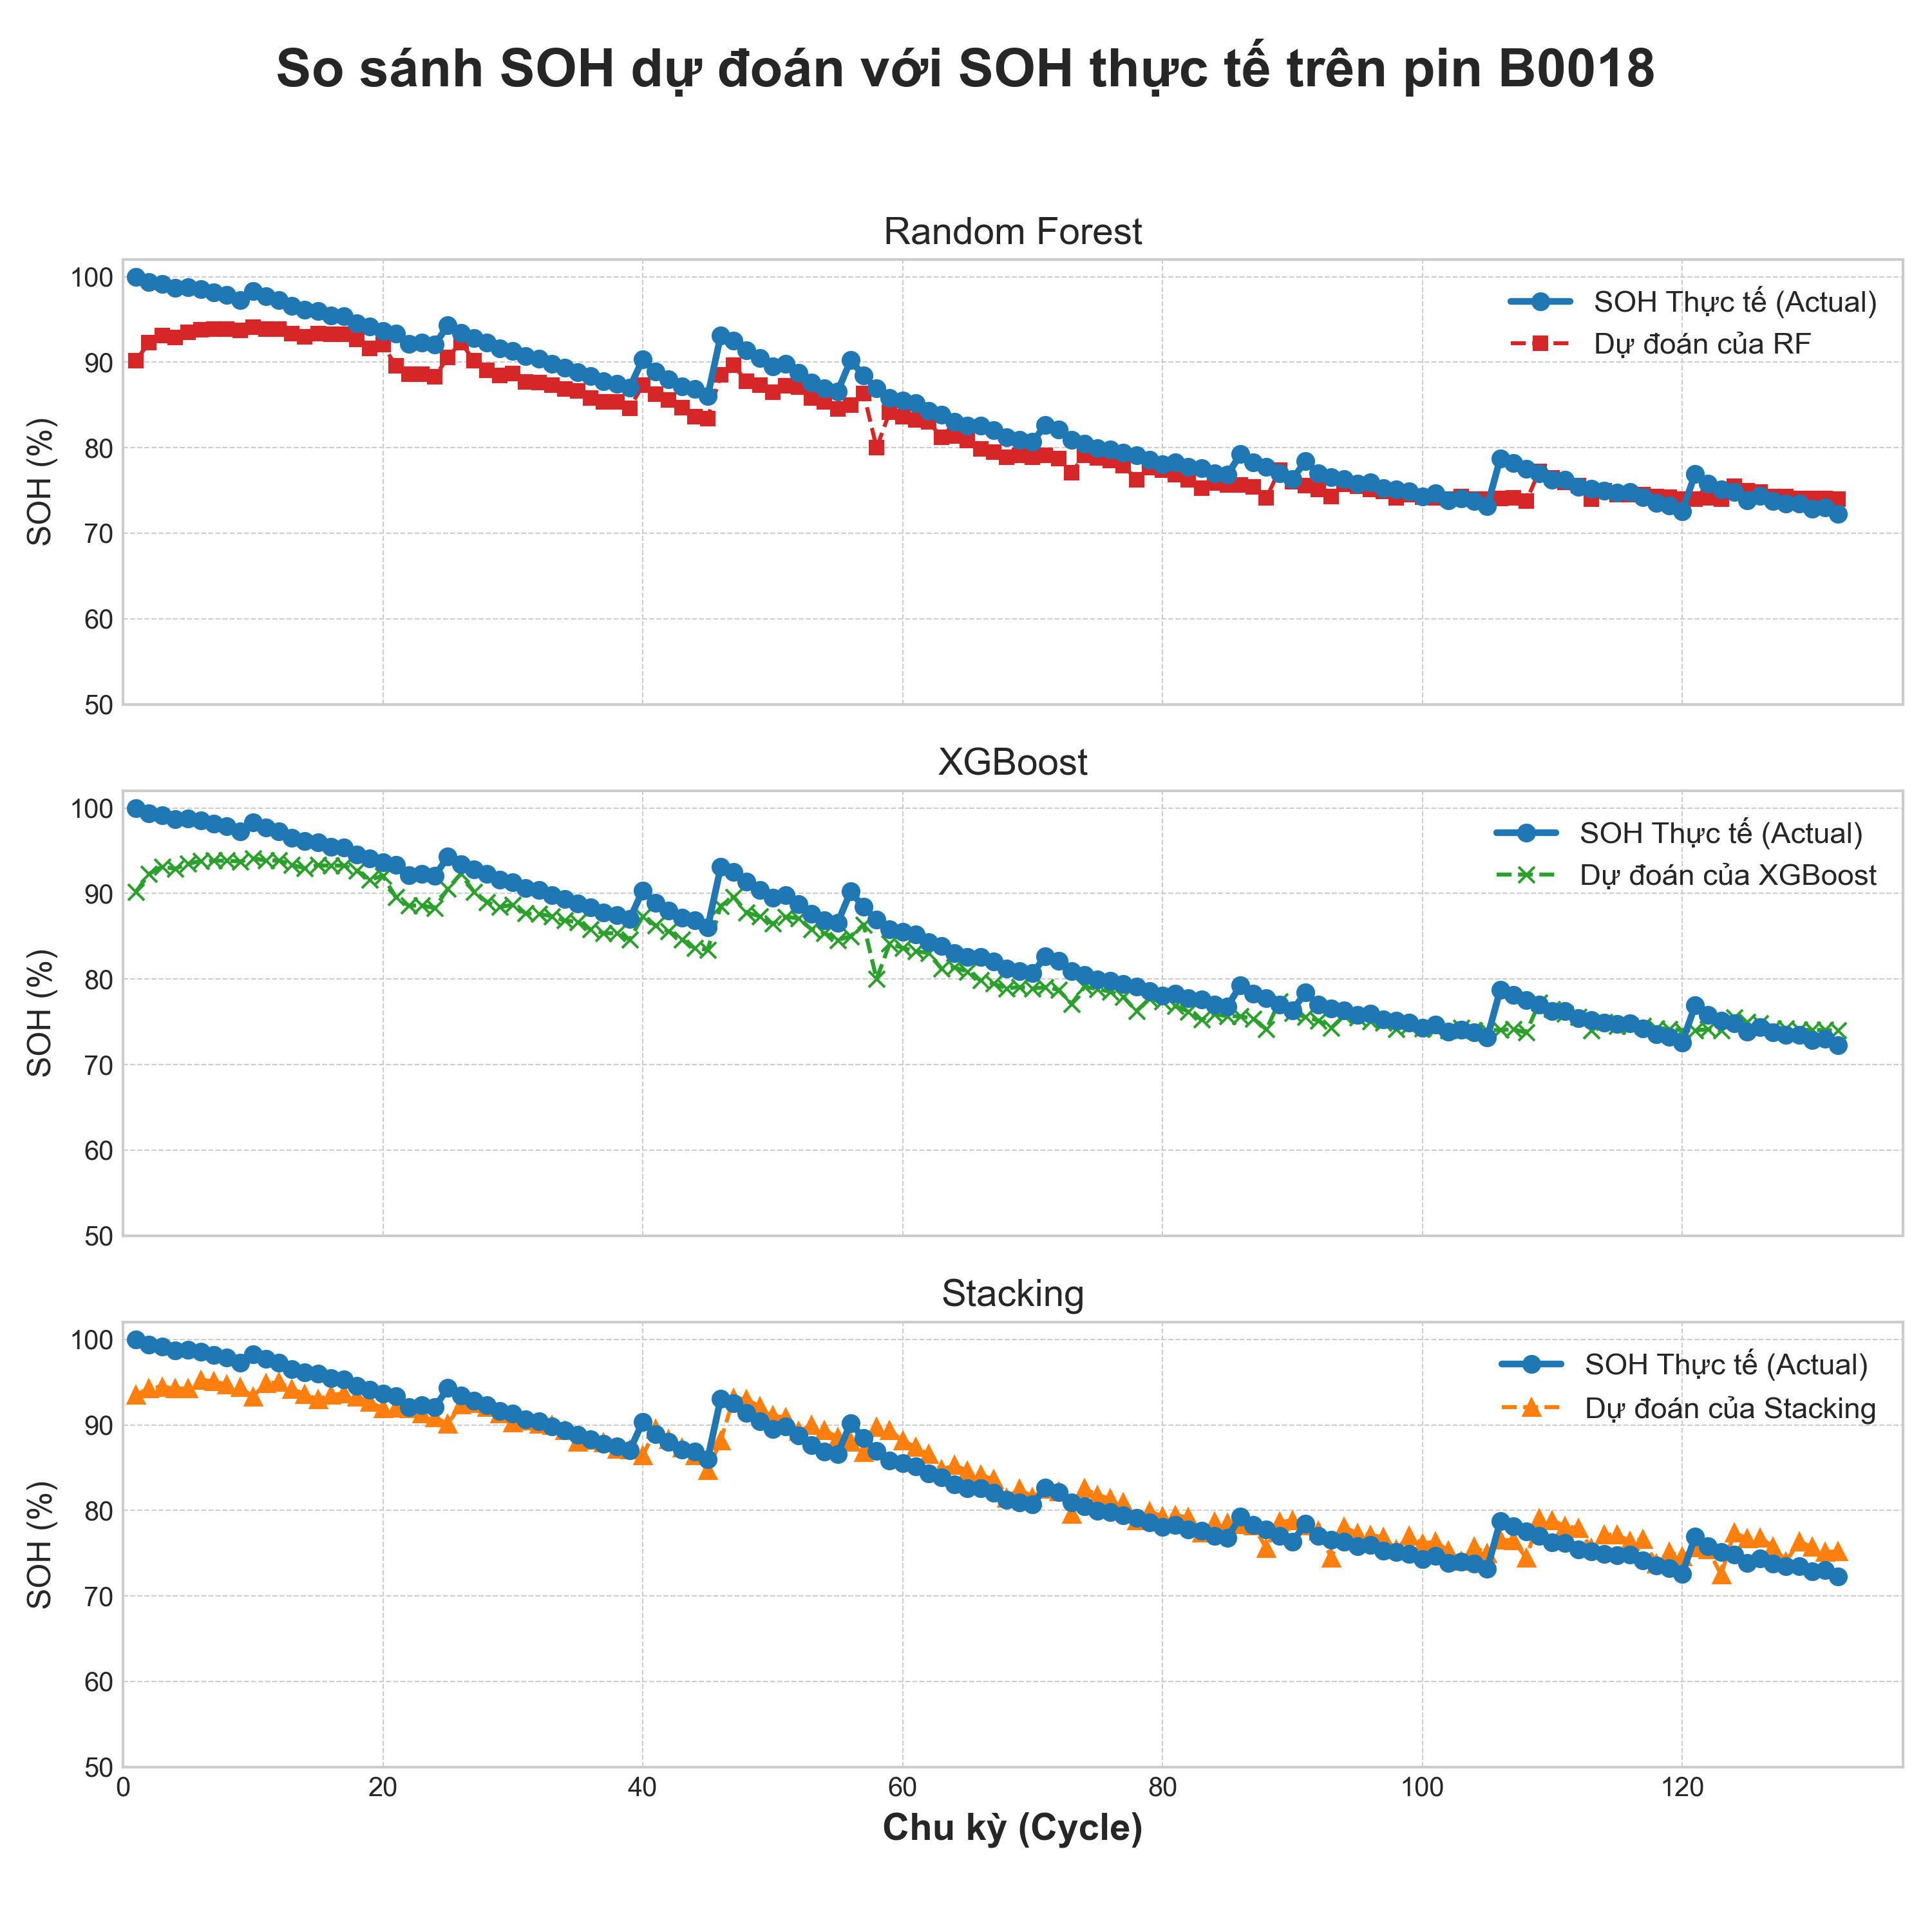 So sánh SOH dự đoán với SOH thực tế trên pin B0018
Random Forest
100
90
80
70
60
50
SOH (%)
SOH Thực tế (Actual)
Dự đoán của RF
XGBoost
100
90
80
70
60
50
SOH (%)
SOH Thực tế (Actual)
Dự đoán của XGBoost
Stacking
100
90
80
70
60
50
SOH (%)
SOH Thực tế (Actual)
Dự đoán của Stacking
0 20 40 60 80 100 120
Chu kỳ (Cycle)